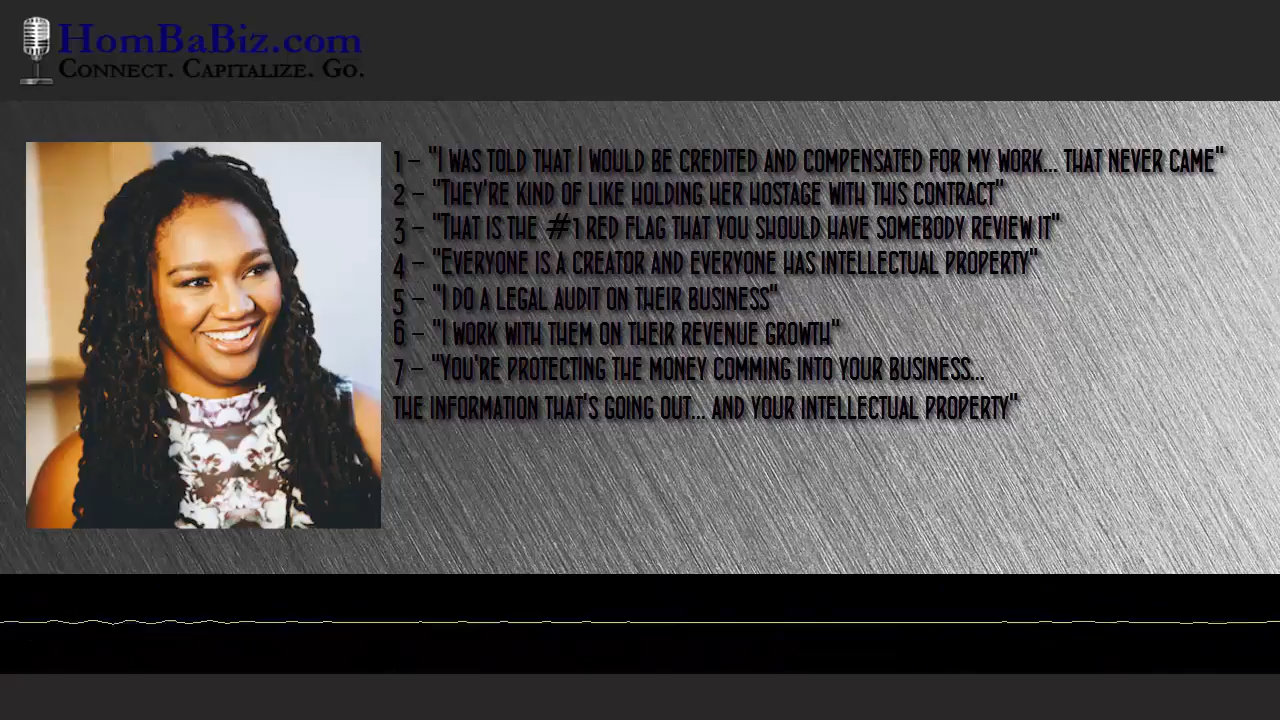 HomBaBiz.com
Connect. Capitalize. Go.
1 – "I was told that I would be credited and compensated for my work... that never came"
2 – "They're kind of like holding her hostage with this contract"
3 – "That is the #1 red flag that you should have somebody review it"
4 – "Everyone is a creator and everyone has intellectual property"
5 – "I do a legal audit on their business"
6 – "I work with them on their revenue growth"
7 – "You're protecting the money comming into your business...
the information that's going out... and your intellectual property"